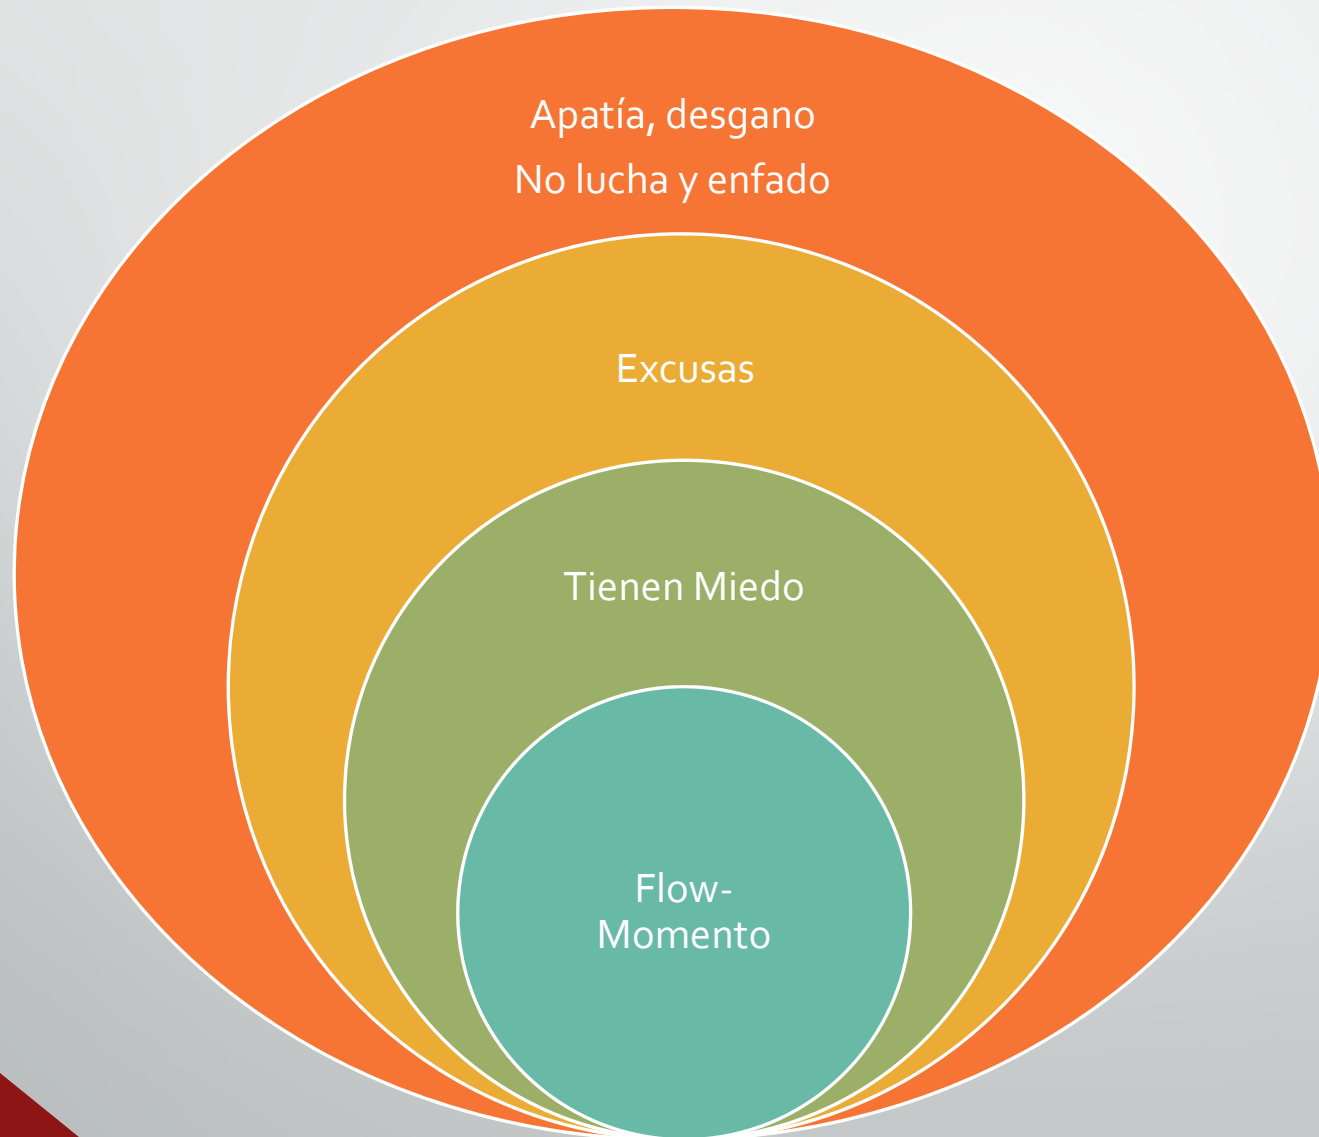 Apatía, desgano
No lucha y enfado
Excusas
Tienen Miedo
Flow-
Momento